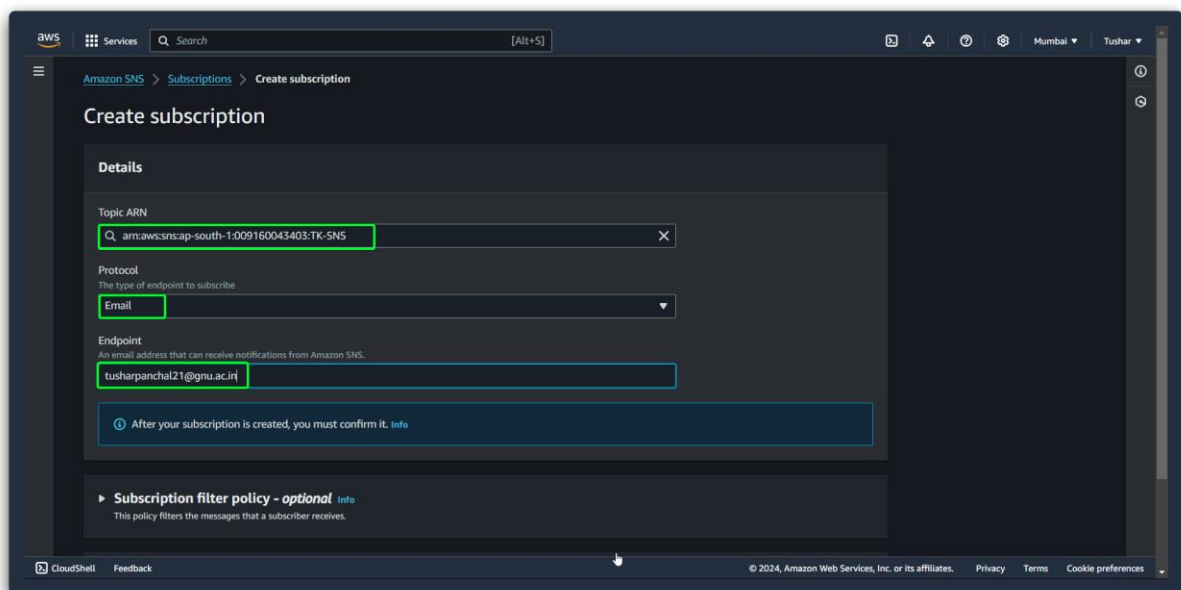 aws Services Search [Alt+S] Mumbai Tushar
Amazon SNS > Subscriptions > Create subscription
Create subscription
Details
Topic ARN
arn:aws:sns:ap-south-1:009160043403:TK-SNS
Protocol
The type of endpoint to subscribe
Email
Endpoint
An email address that can receive notifications from Amazon SNS.
tusharpanchal21@gnu.ac.in
After your subscription is created, you must confirm it. Info
Subscription filter policy - optional Info
This policy filters the messages that a subscriber receives.
CloudShell Feedback © 2024, Amazon Web Services, Inc. or its affiliates. Privacy Terms Cookie preferences